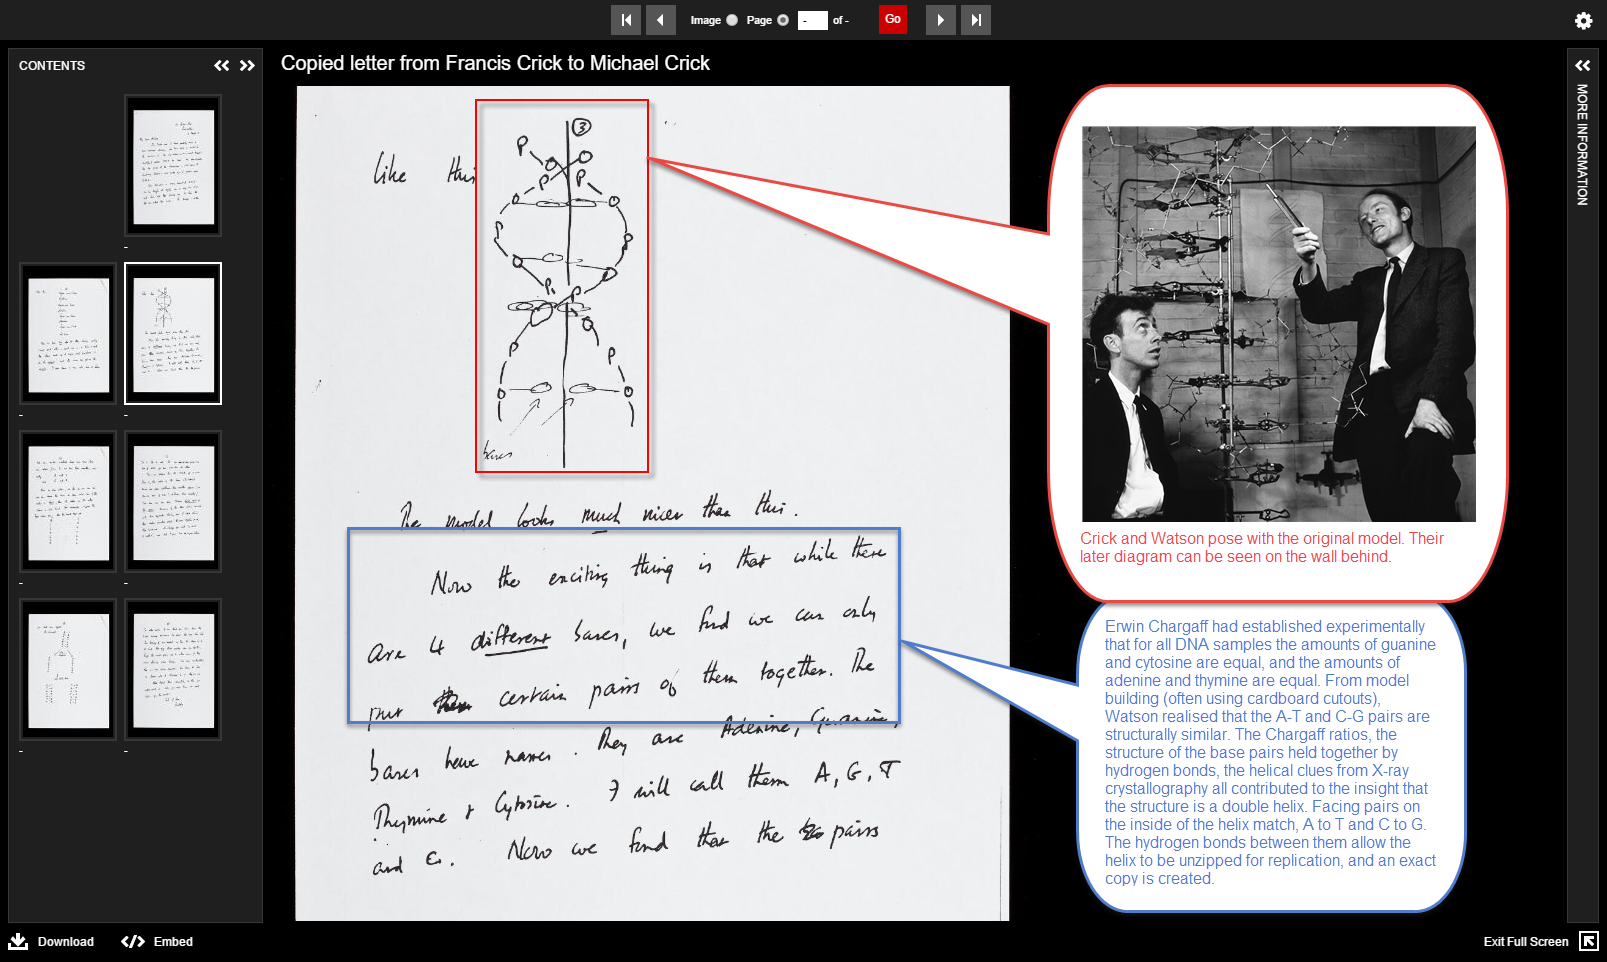 Image Page - of - Go
CONTENTS
Copied letter from Francis Crick to Michael Crick
MORE INFORMATION
-
-
-
-
-
-
-
3
like this
P
P
P
P
P
P
P
P
P
bases
The model looks much nicer than this.
Now the exciting thing is that while there
are 4 different bases, we find we can only
put certain pairs of them together. The
bases have names. They are Adenine, Guanine,
Thymine & Cytosine. I will call them A, G, T
and C. Now we find that the pairs
Crick and Watson pose with the original model. Their
later diagram can be seen on the wall behind.
Erwin Chargaff had established experimentally
that for all DNA samples the amounts of guanine
and cytosine are equal, and the amounts of
adenine and thymine are equal. From model
building (often using cardboard cutouts),
Watson realised that the A-T and C-G pairs are
structurally similar. The Chargaff ratios, the
structure of the base pairs held together by
hydrogen bonds, the helical clues from X-ray
crystallography all contributed to the insight that
the structure is a double helix. Facing pairs on
the inside of the helix match, A to T and C to G.
The hydrogen bonds between them allow the
helix to be unzipped for replication, and an exact
copy is created.
Download Embed
Exit Full Screen